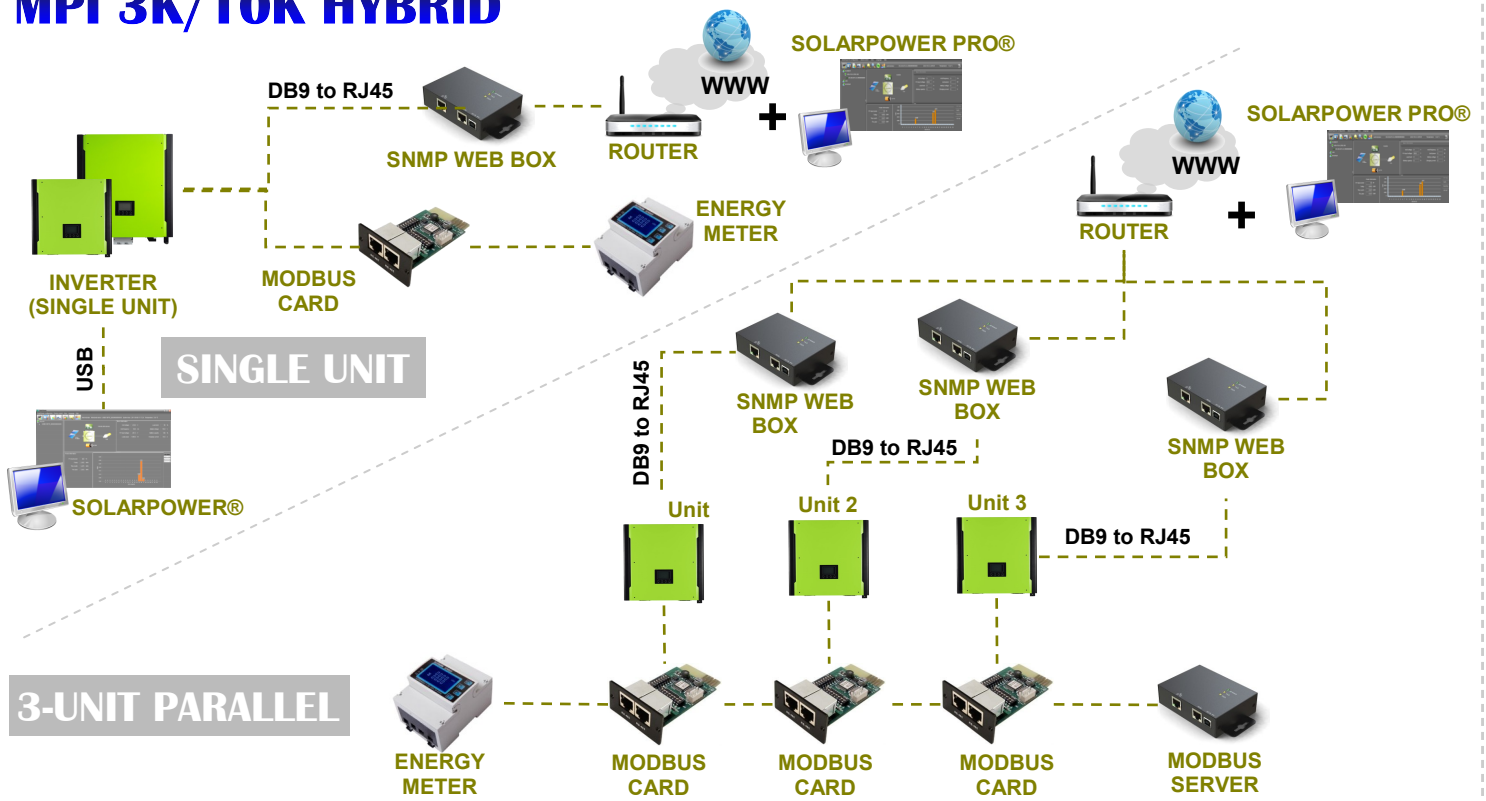 MPI 3K/10K HYBRID
SOLARPOWER PRO®
DB9 to RJ45
WWW
+
SNMP WEB BOX
ROUTER
ENERGY
METER
MODBUS
CARD
INVERTER
(SINGLE UNIT)
USB
SINGLE UNIT
SOLARPOWER®
SOLARPOWER PRO®
WWW
+
ROUTER
SNMP WEB
BOX
SNMP WEB
BOX
SNMP WEB
BOX
DB9 to RJ45
DB9 to RJ45
DB9 to RJ45
Unit
Unit 2
Unit 3
3-UNIT PARALLEL
ENERGY
METER
MODBUS
CARD
MODBUS
CARD
MODBUS
CARD
MODBUS
SERVER